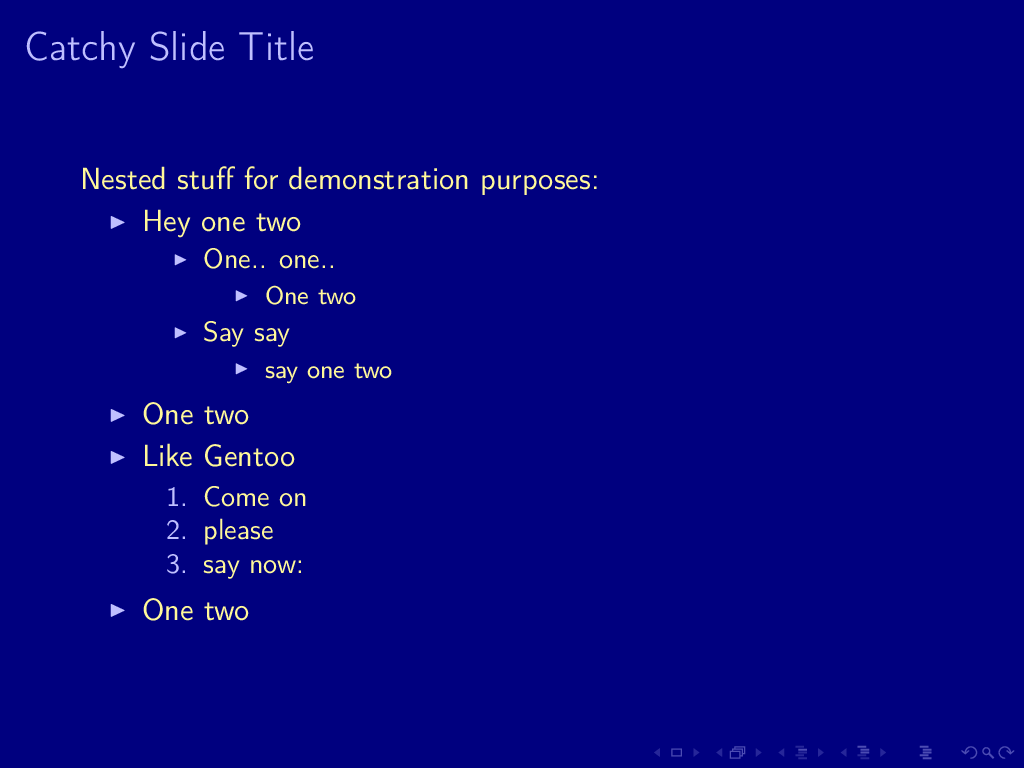 Catchy Slide Title
Nested stuff for demonstration purposes:
Hey one two
One.. one..
One two
Say say
say one two
One two
Like Gentoo
1. Come on
2. please
3. say now:
One two